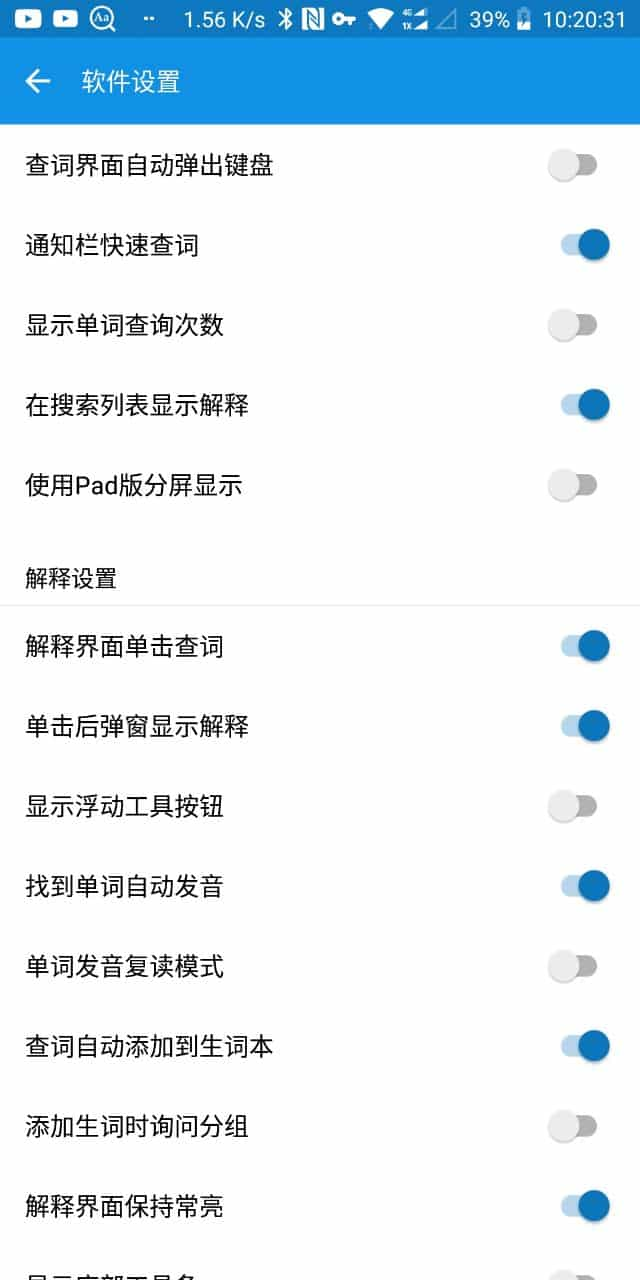 1.56 K/s 4G 1X 39% 10:20:31
软件设置
查词界面自动弹出键盘
通知栏快速查词
显示单词查询次数
在搜索列表显示解释
使用Pad版分屏显示
解释设置
解释界面单击查词
单击后弹窗显示解释
显示浮动工具按钮
找到单词自动发音
单词发音复读模式
查词自动添加到生词本
添加生词时询问分组
解释界面保持常亮